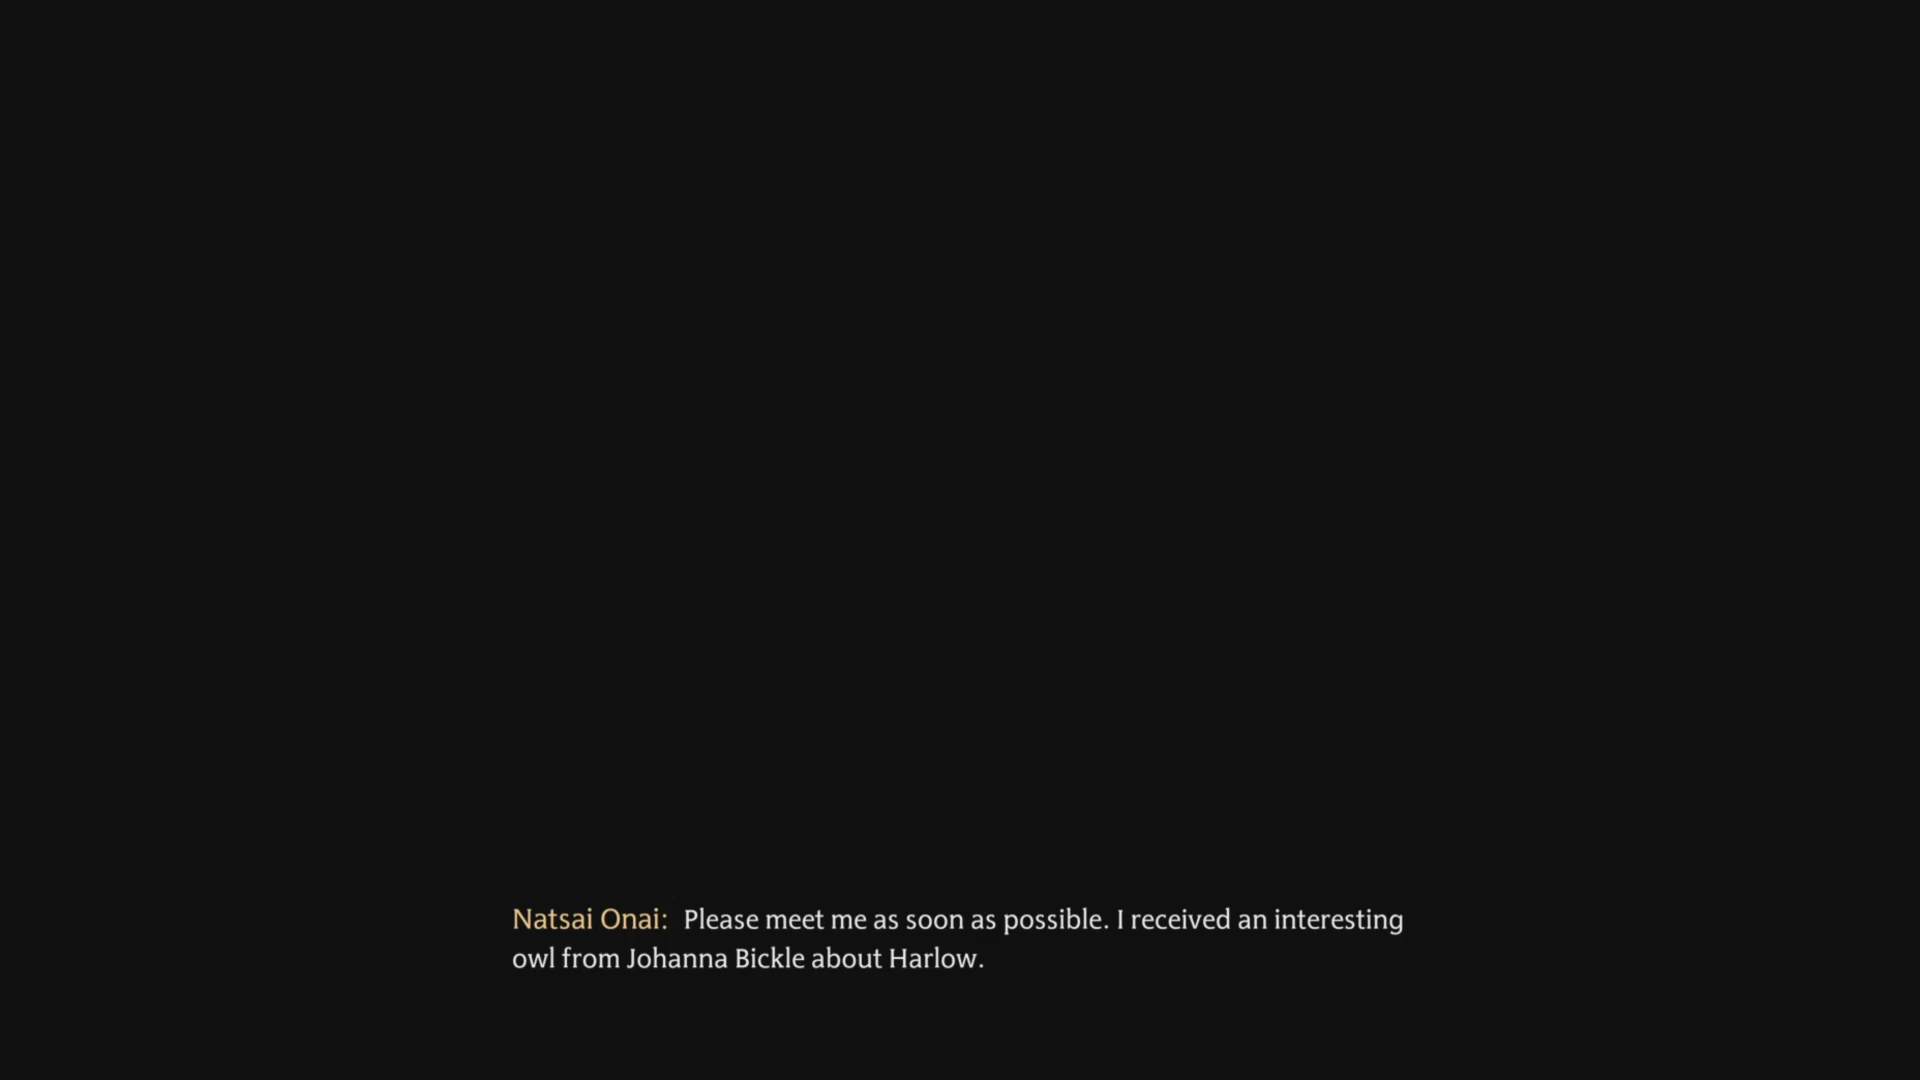 Natsai Onai: Please meet me as soon as possible. I received an interesting
owl from Johanna Bickle about Harlow.